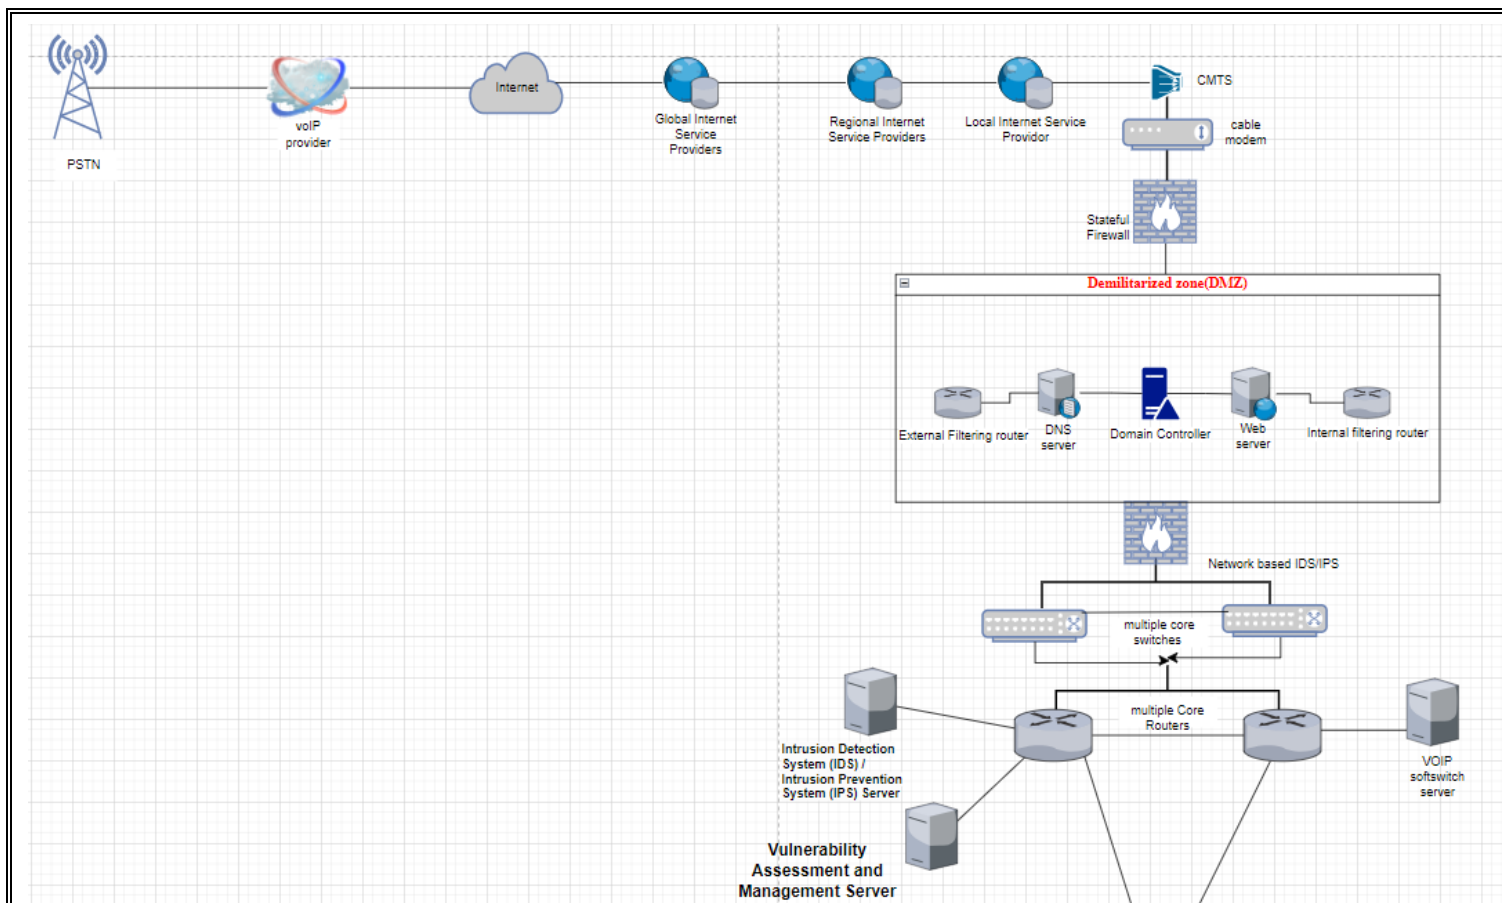 PSTN
voIP
provider
Internet
Global Internet
Service
Providers
Regional Internet
Service Providers
Local Internet Service
Providor
CMTS
cable
modem
Stateful
Firewall
Demilitarized zone(DMZ)
External Filtering router
DNS
server
Domain Controller
Web
server
Internal filtering router
Network based IDS/IPS
multiple core
switches
multiple Core
Routers
Intrusion Detection
System (IDS) /
Intrusion Prevention
System (IPS) Server
VOIP
softswitch
server
Vulnerability
Assessment and
Management Server